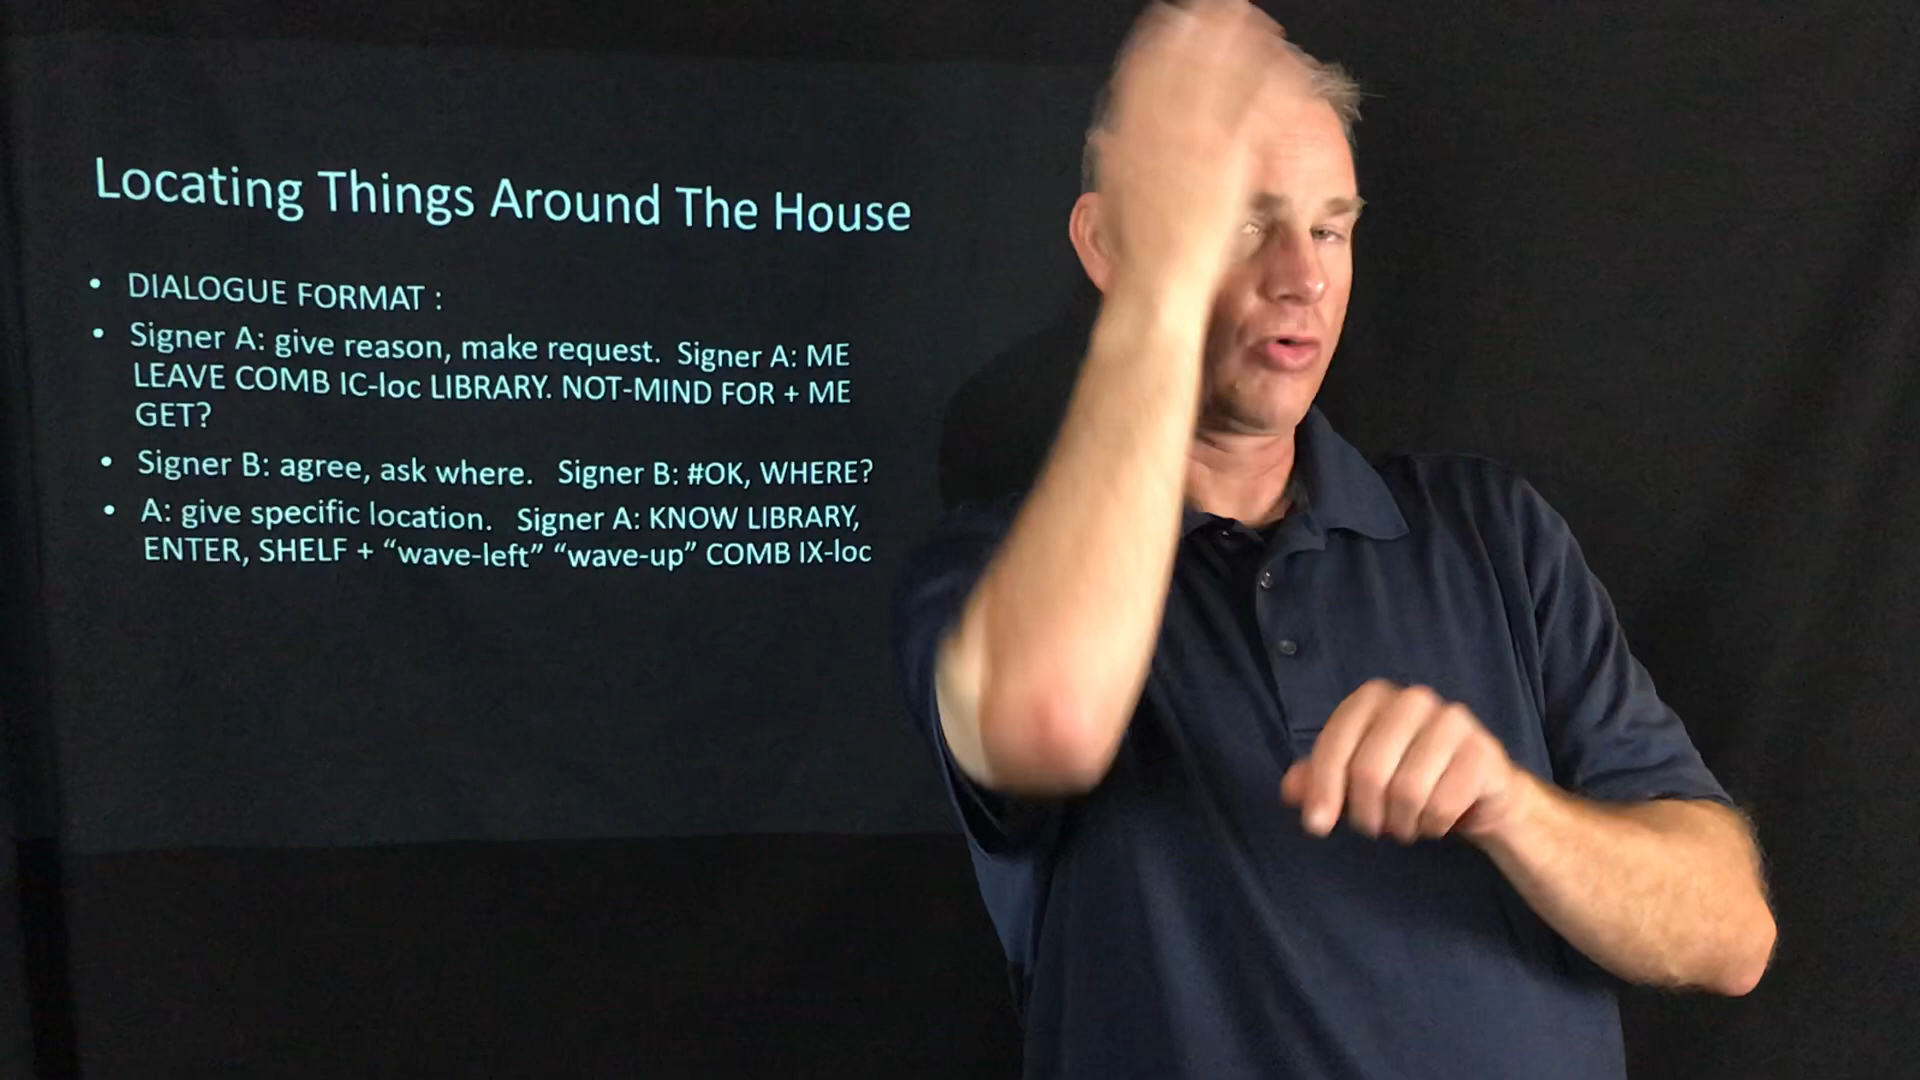 Locating Things Around The House
• DIALOGUE FORMAT :
• Signer A: give reason, make request.  Signer A: ME
LEAVE COMB IC-loc LIBRARY. NOT-MIND FOR + ME
GET?
• Signer B: agree, ask where.   Signer B: #OK, WHERE?
• A: give specific location.   Signer A: KNOW LIBRARY,
ENTER, SHELF + “wave-left” “wave-up” COMB IX-loc